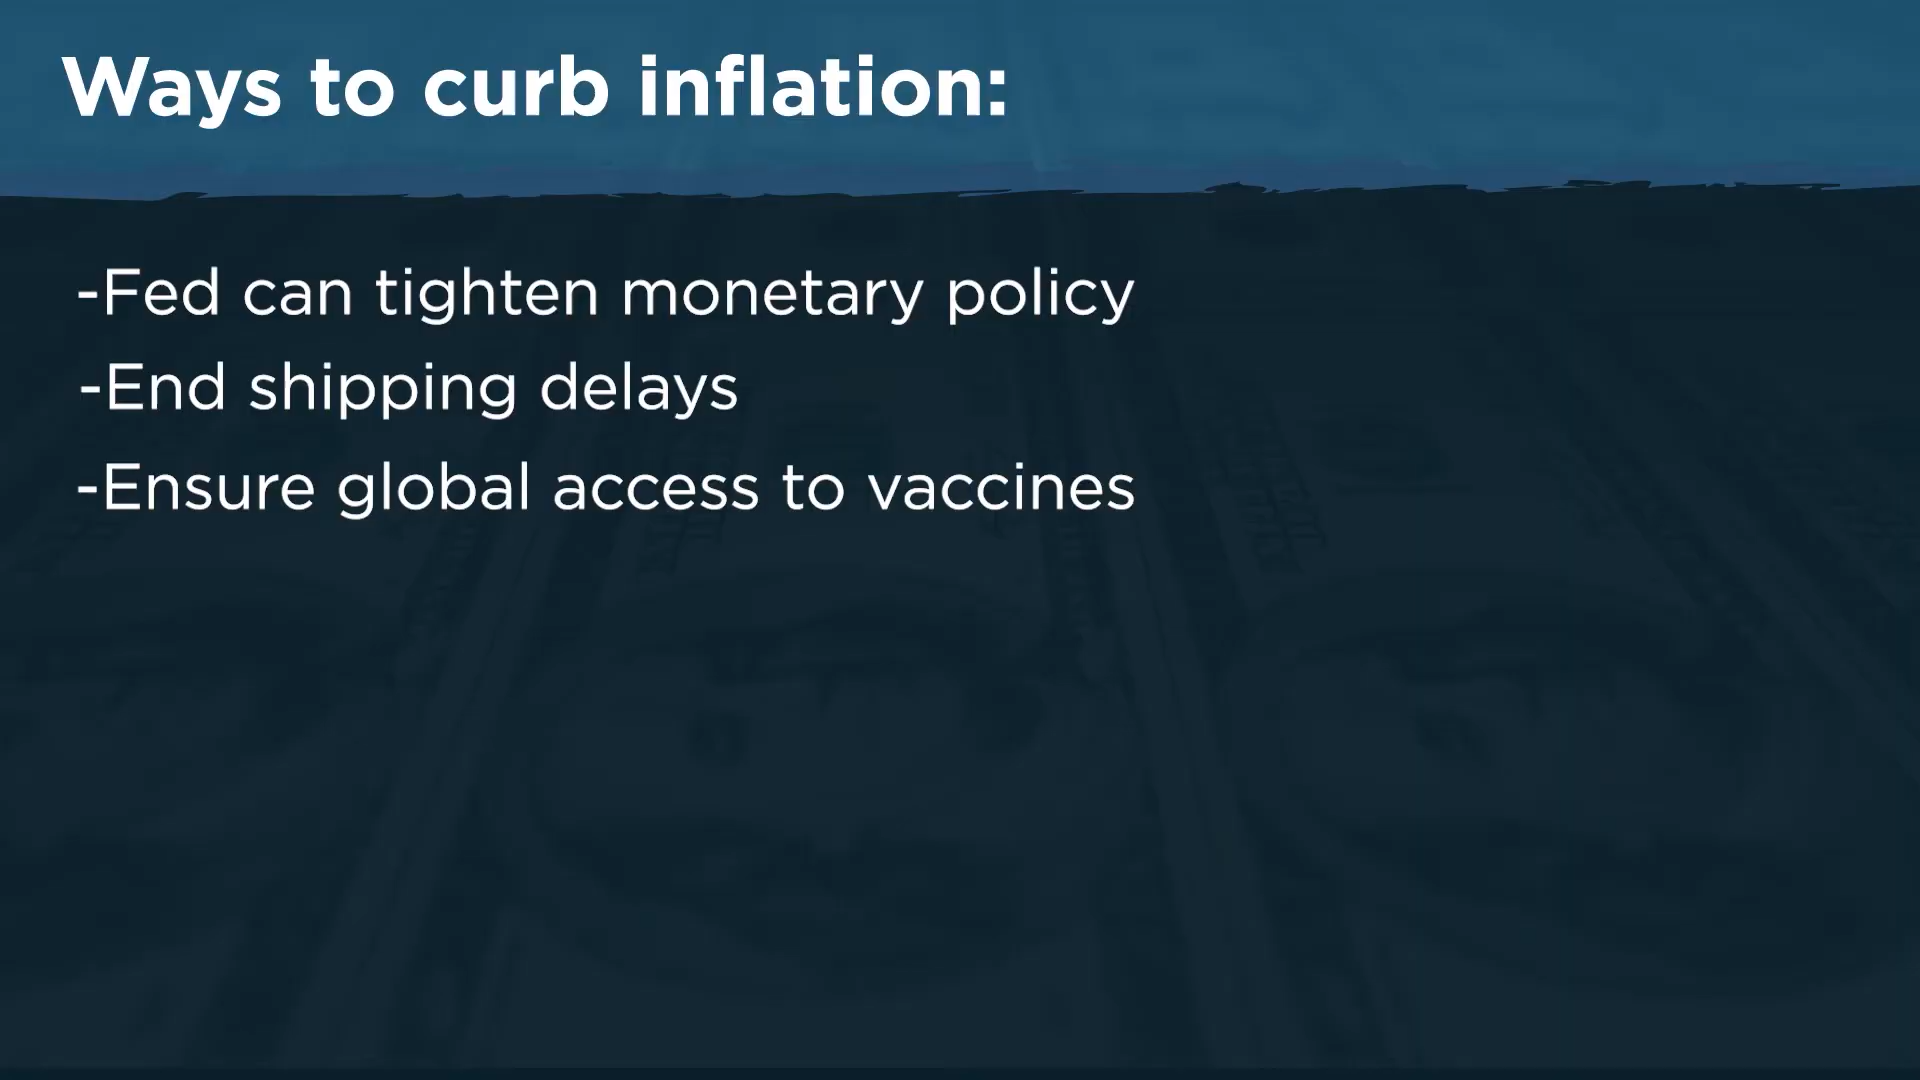 Ways to curb inflation:
-Fed can tighten monetary policy
-End shipping delays
-Ensure global access to vaccines